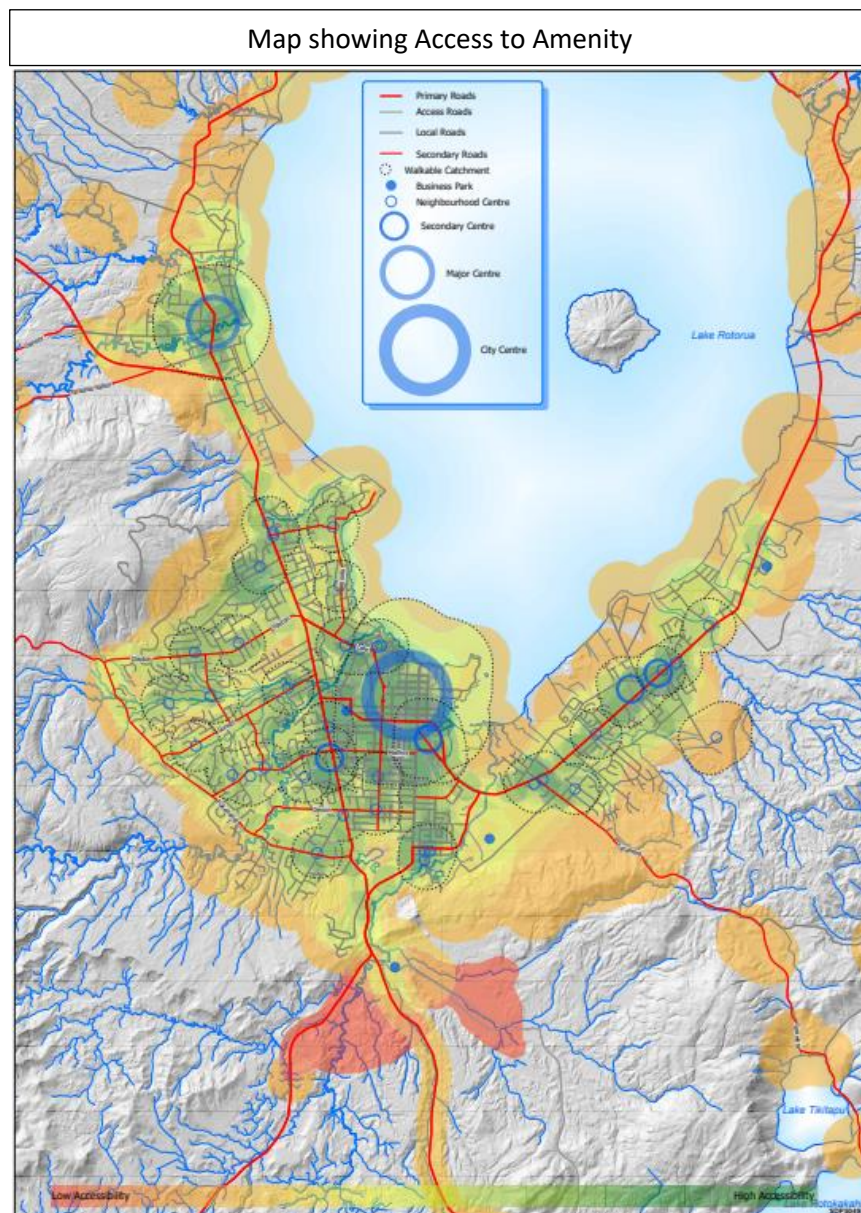 Map showing Access to Amenity
Primary Roads
Access Roads
Local Roads
Secondary Roads
Walkable Catchment
Business Park
Neighbourhood Centre
Secondary Centre
Major Centre
City Centre
Lake Rotorua
Lake Tikitapu
Low Accessibility
High Accessibility